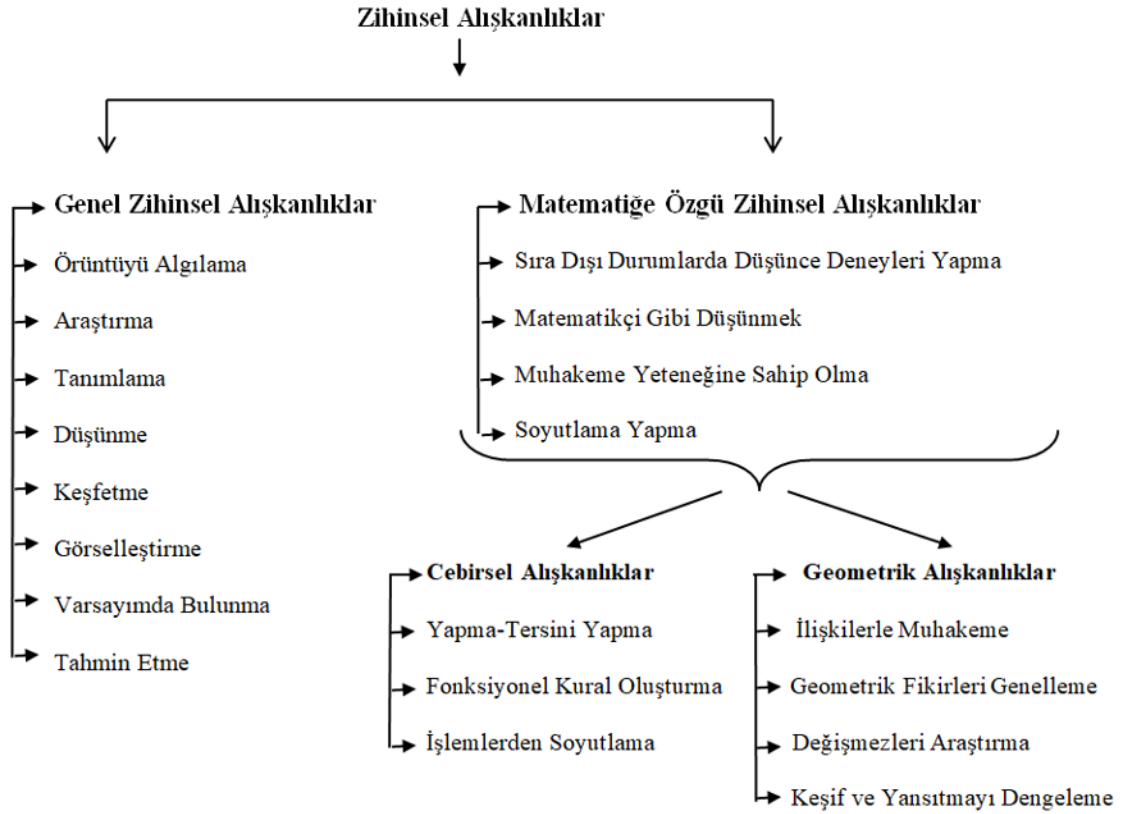 Zihinsel Alışkanlıklar
Genel Zihinsel Alışkanlıklar
Örüntüyü Algılama
Araştırma
Tanımlama
Düşünme
Keşfetme
Görselleştirme
Varsayımda Bulunma
Tahmin Etme
Matematiğe Özgü Zihinsel Alışkanlıklar
Sıra Dışı Durumlarda Düşünce Deneyleri Yapma
Matematikçi Gibi Düşünmek
Muhakeme Yeteneğine Sahip Olma
Soyutlama Yapma
Cebirsel Alışkanlıklar
Yapma-Tersini Yapma
Fonksiyonel Kural Oluşturma
İşlemlerden Soyutlama
Geometrik Alışkanlıklar
İlişkilerle Muhakeme
Geometrik Fikirleri Genelleme
Değişmezleri Araştırma
Keşif ve Yansıtmayı Dengeleme